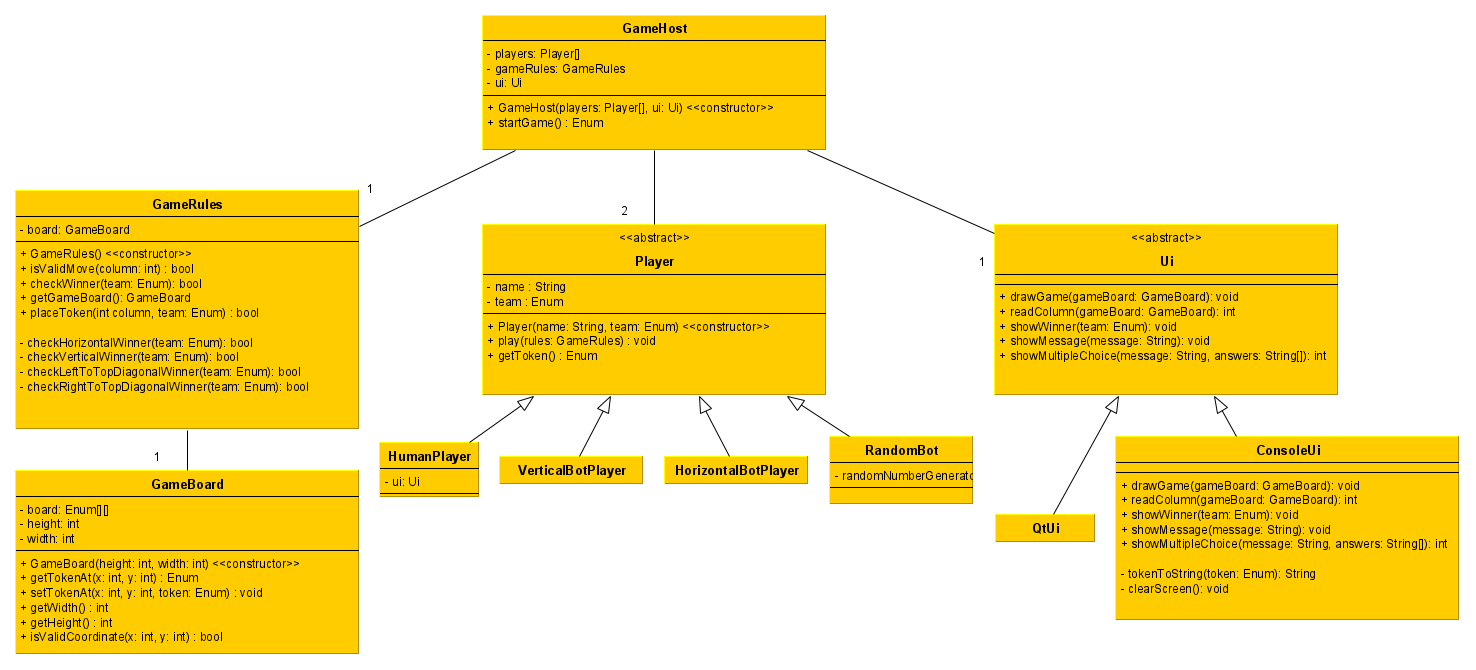 GameHost
- players: Player[]
- gameRules: GameRules
- ui: Ui
+ GameHost(players: Player[], ui: Ui) <<constructor>>
+ startGame() : Enum
1
2
1
GameRules
- board: GameBoard
+ GameRules() <<constructor>>
+ isValidMove(column: int) : bool
+ checkWinner(team: Enum): bool
+ getGameBoard(): GameBoard
+ placeToken(int column, team: Enum) : bool
- checkHorizontalWinner(team: Enum): bool
- checkVerticalWinner(team: Enum): bool
- checkLeftToTopDiagonalWinner(team: Enum): bool
- checkRightToTopDiagonalWinner(team: Enum): bool
<<abstract>>
Player
- name : String
- team : Enum
+ Player(name: String, team: Enum) <<constructor>>
+ play(rules: GameRules) : void
+ getToken() : Enum
<<abstract>>
Ui
+ drawGame(gameBoard: GameBoard): void
+ readColumn(gameBoard: GameBoard): int
+ showWinner(team: Enum): void
+ showMessage(message: String): void
+ showMultipleChoice(message: String, answers: String[]): int
1
GameBoard
- board: Enum[][]
- height: int
- width: int
+ GameBoard(height: int, width: int) <<constructor>>
+ getTokenAt(x: int, y: int) : Enum
+ setTokenAt(x: int, y: int, token: Enum) : void
+ getWidth() : int
+ getHeight() : int
+ isValidCoordinate(x: int, y: int) : bool
HumanPlayer
- ui: Ui
VerticalBotPlayer
HorizontalBotPlayer
RandomBot
- randomNumberGenerato
QtUi
ConsoleUi
+ drawGame(gameBoard: GameBoard): void
+ readColumn(gameBoard: GameBoard): int
+ showWinner(team: Enum): void
+ showMessage(message: String): void
+ showMultipleChoice(message: String, answers: String[]): int
- tokenToString(token: Enum): String
- clearScreen(): void